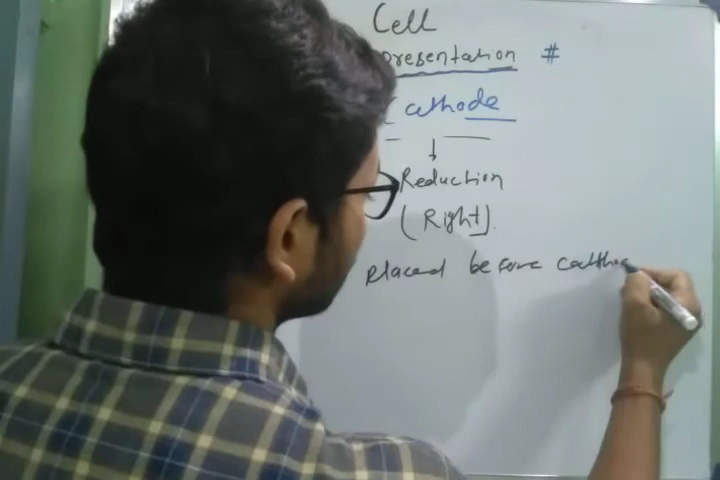 Cell
presentation #
Cathode
↓
Reduction
(Right).
Placed before